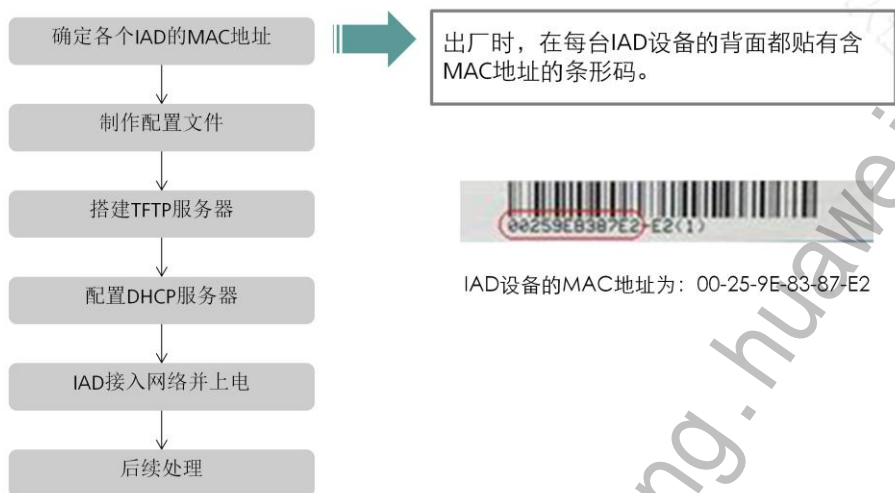 确定各个IAD的MAC地址
制作配置文件
搭建TFTP服务器
配置DHCP服务器
IAD接入网络并上电
后续处理
出厂时，在每台IAD设备的背面都贴有含
MAC地址的条形码。
00259E8387E2-E2(1)
IAD设备的MAC地址为：00-25-9E-83-87-E2
ng.huawei